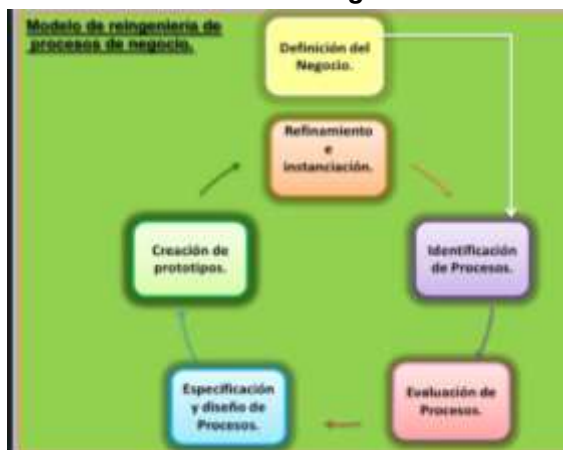 Modelo de reingeniería de
procesos de negocio.
Definición del
Negocio.
Refinamiento
e
instanciación.
Identificación
de Procesos.
Evaluación de
Procesos.
Especificación
y diseño de
Procesos.
Creación de
prototipos.